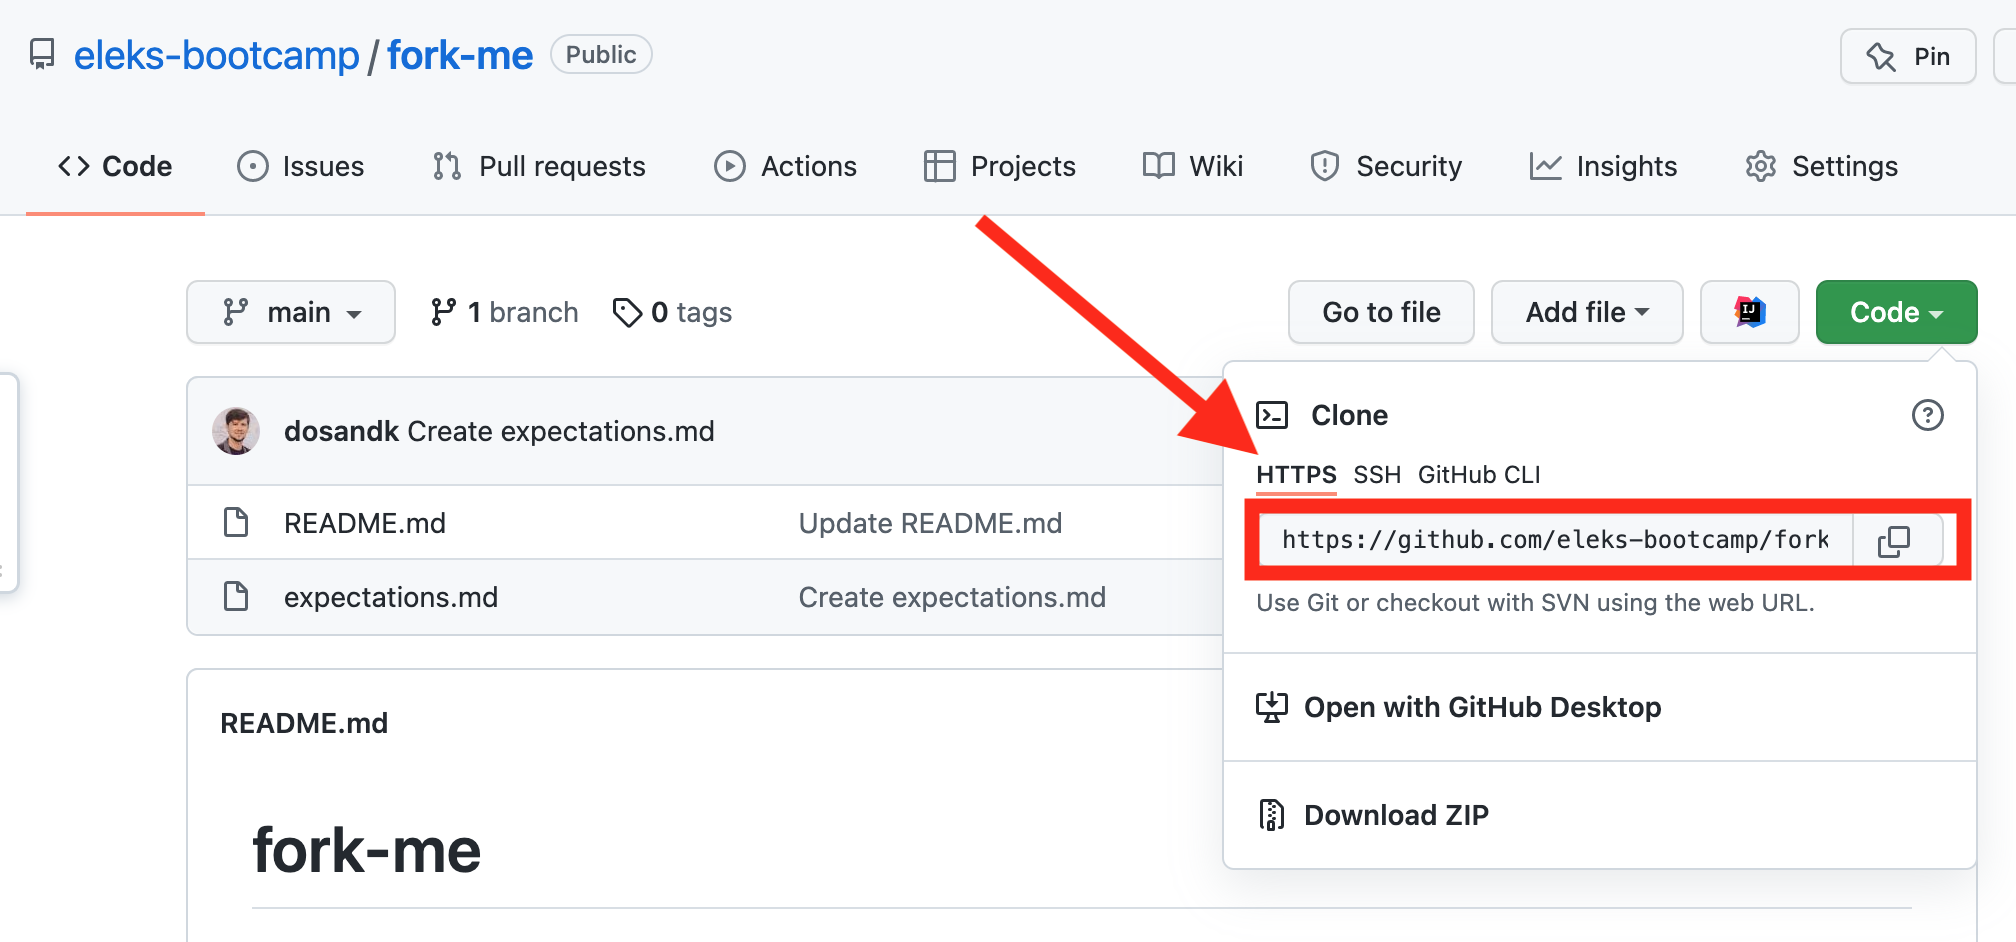 eleks-bootcamp / fork-me Public
Pin
Code Issues Pull requests Actions Projects Wiki Security Insights Settings
main 1 branch 0 tags
Go to file Add file IJ Code
dosandk Create expectations.md
README.md Update README.md
expectations.md Create expectations.md
README.md
fork-me
Clone
HTTPS SSH GitHub CLI
https://github.com/eleks-bootcamp/fork
Use Git or checkout with SVN using the web URL.
Open with GitHub Desktop
Download ZIP